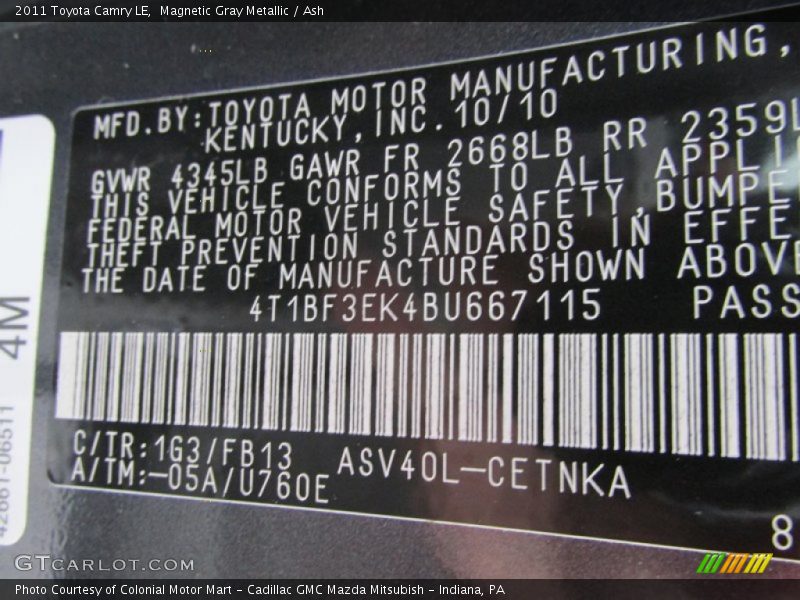 2011 Toyota Camry LE,  Magnetic Gray Metallic / Ash
MFD.BY:TOYOTA MOTOR MANUFACTURING,
KENTUCKY,INC. 10/10
GVWR 4345LB GAWR FR 2668LB RR 2359L
THIS VEHICLE CONFORMS TO ALL APPLI
FEDERAL MOTOR VEHICLE SAFETY,BUMPE
THEFT PREVENTION STANDARDS IN EFFE
THE DATE OF MANUFACTURE SHOWN ABOVE
4T1BF3EK4BU667115 PASS
C/TR:1G3/FB13 ASV40L-CETNKA
A/TM:-05A/U760E
8
4M
42661-06511
GTCARLOT.COM
Photo Courtesy of Colonial Motor Mart - Cadillac GMC Mazda Mitsubish - Indiana, PA